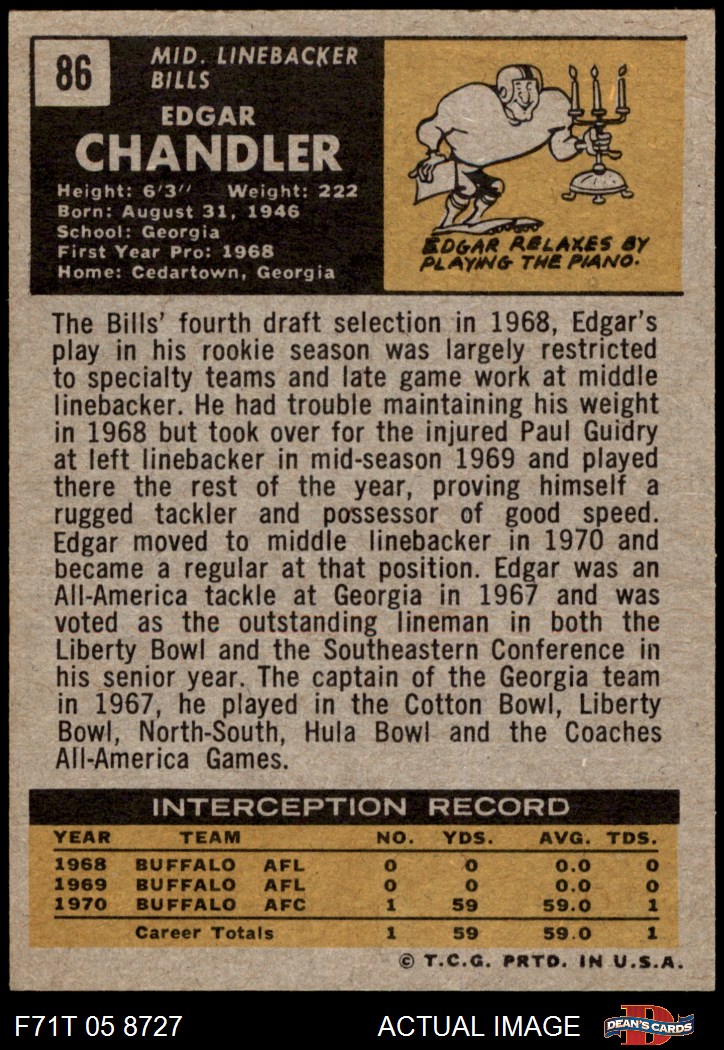 86
MID. LINEBACKER
BILLS
EDGAR
CHANDLER
Height: 6'3" Weight: 222
Born: August 31, 1946
School: Georgia
First Year Pro: 1968
Home: Cedartown, Georgia
EDGAR RELAXES BY
PLAYING THE PIANO.
The Bills' fourth draft selection in 1968, Edgar's
play in his rookie season was largely restricted
to specialty teams and late game work at middle
linebacker. He had trouble maintaining his weight
in 1968 but took over for the injured Paul Guidry
at left linebacker in mid-season 1969 and played
there the rest of the year, proving himself a
rugged tackler and possessor of good speed.
Edgar moved to middle linebacker in 1970 and
became a regular at that position. Edgar was an
All-America tackle at Georgia in 1967 and was
voted as the outstanding lineman in both the
Liberty Bowl and the Southeastern Conference in
his senior year. The captain of the Georgia team
in 1967, he played in the Cotton Bowl, Liberty
Bowl, North-South, Hula Bowl and the Coaches
All-America Games.
INTERCEPTION RECORD
YEAR TEAM NO. YDS. AVG. TDS.
1968 BUFFALO AFL 0 0 0.0 0
1969 BUFFALO AFL 0 0 0.0 0
1970 BUFFALO AFC 1 59 59.0 1
Career Totals 1 59 59.0 1
© T.C.G. PRTD. IN U.S.A.
F71T 05 8727 ACTUAL IMAGE D DEAN'S CARDS